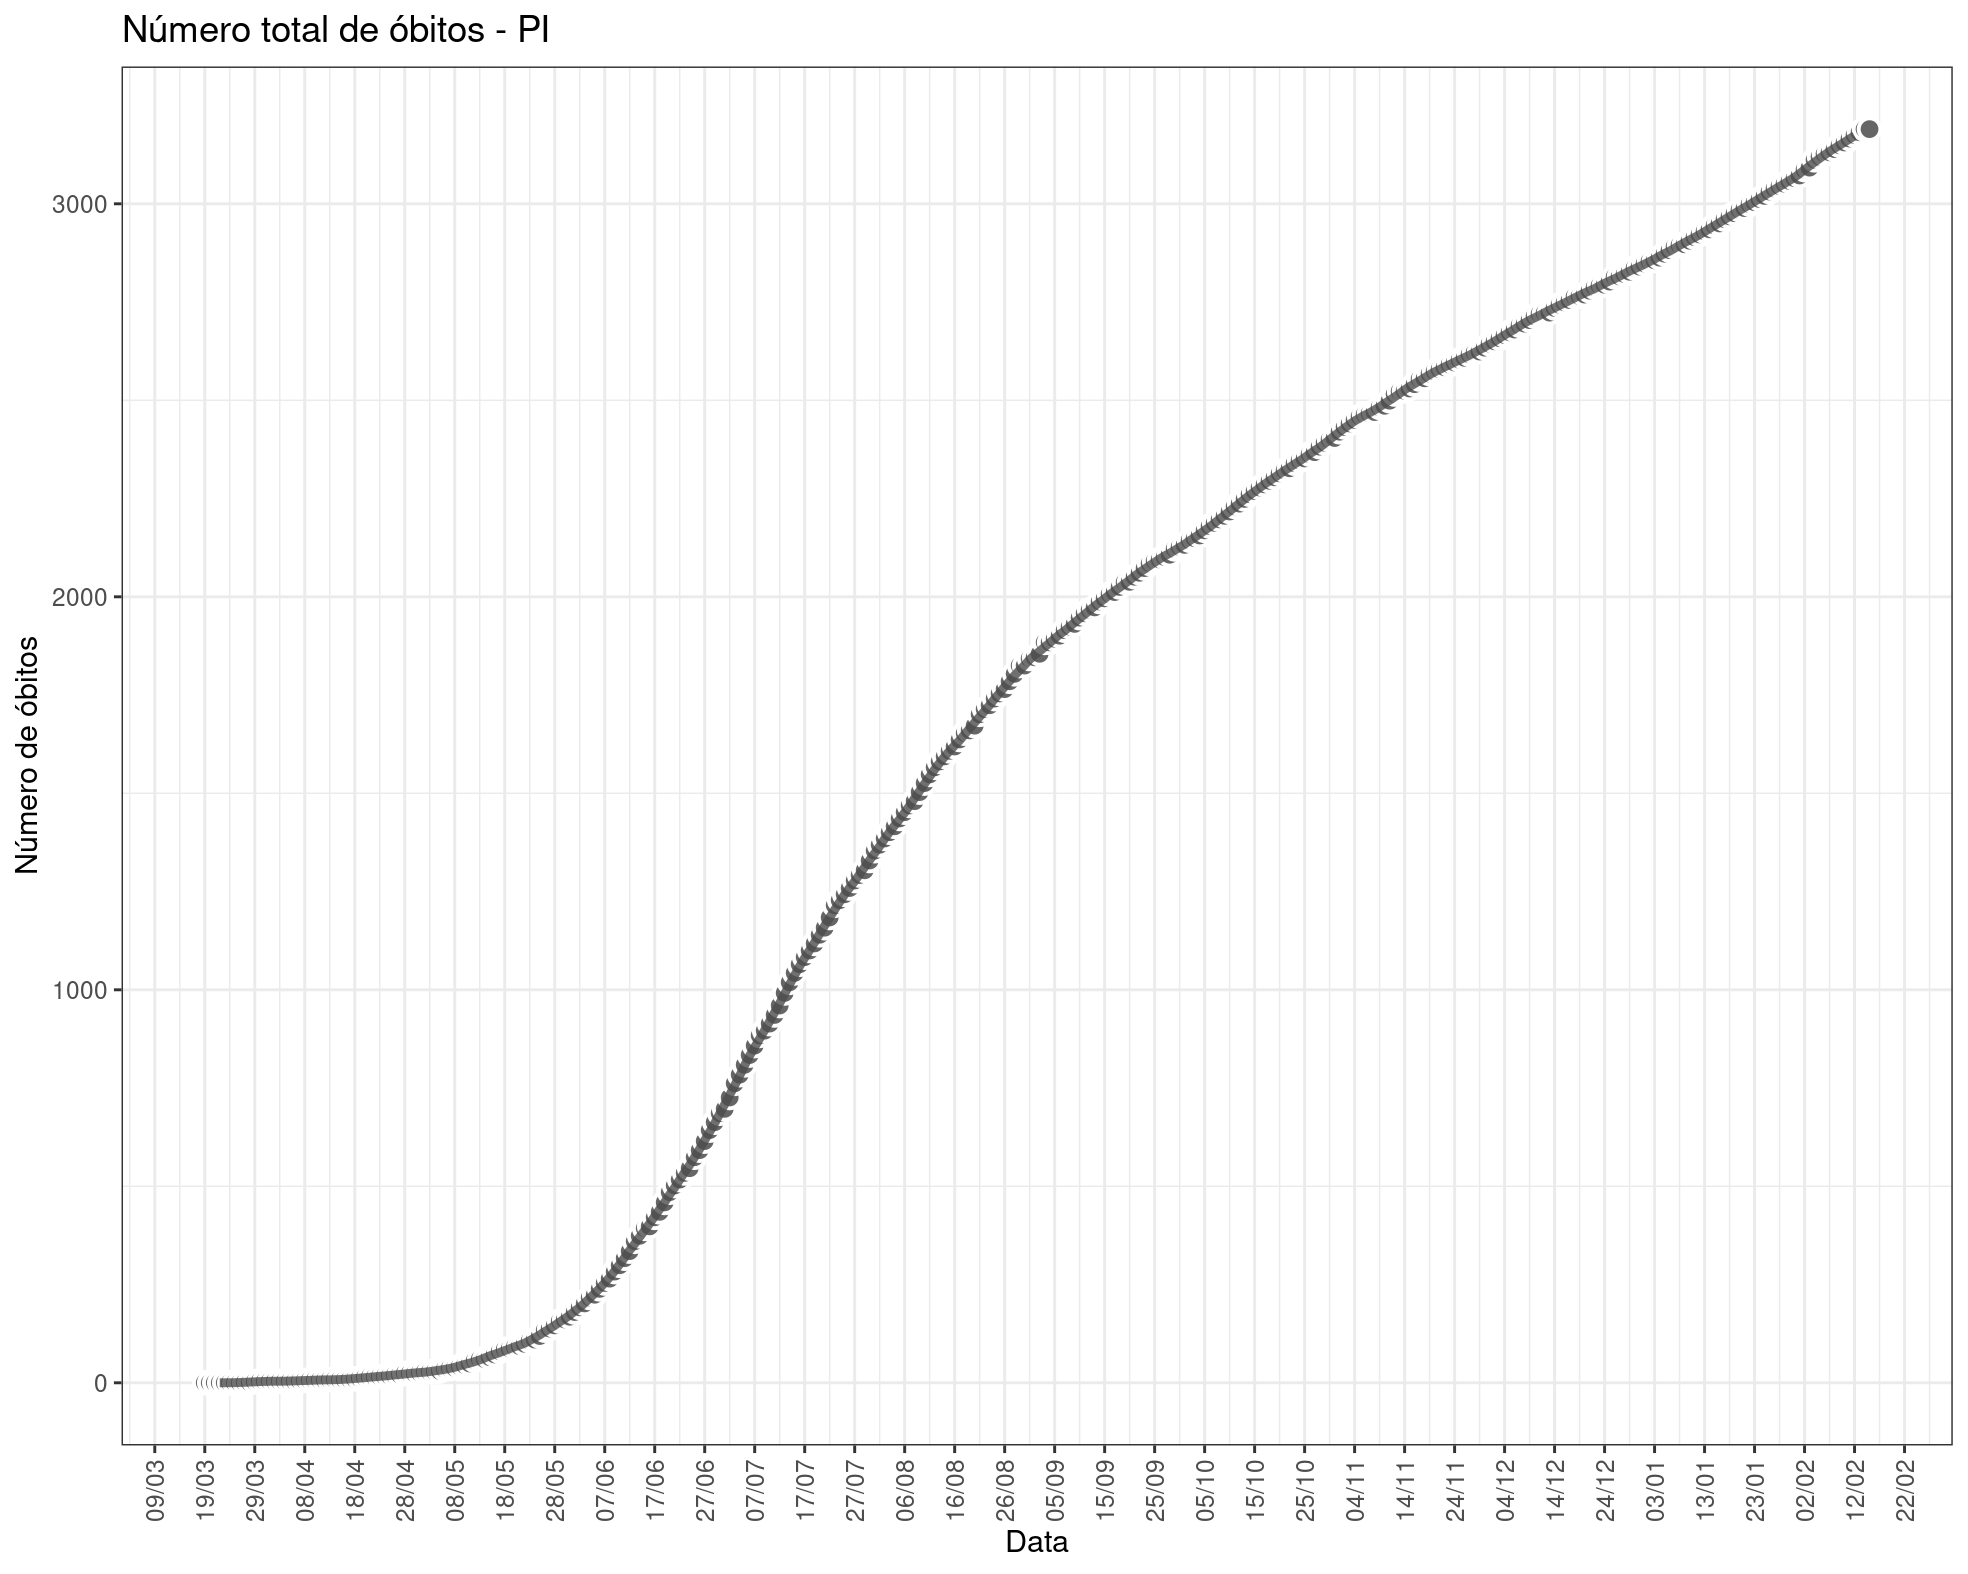 Número total de óbitos - PI
Número de óbitos
3000
2000
1000
0
09/03 19/03 29/03 08/04 18/04 28/04 08/05 18/05 28/05 07/06 17/06 27/06 07/07 17/07 27/07 06/08 16/08 26/08 05/09 15/09 25/09 05/10 15/10 25/10 04/11 14/11 24/11 04/12 14/12 24/12 03/01 13/01 23/01 02/02 12/02 22/02
Data